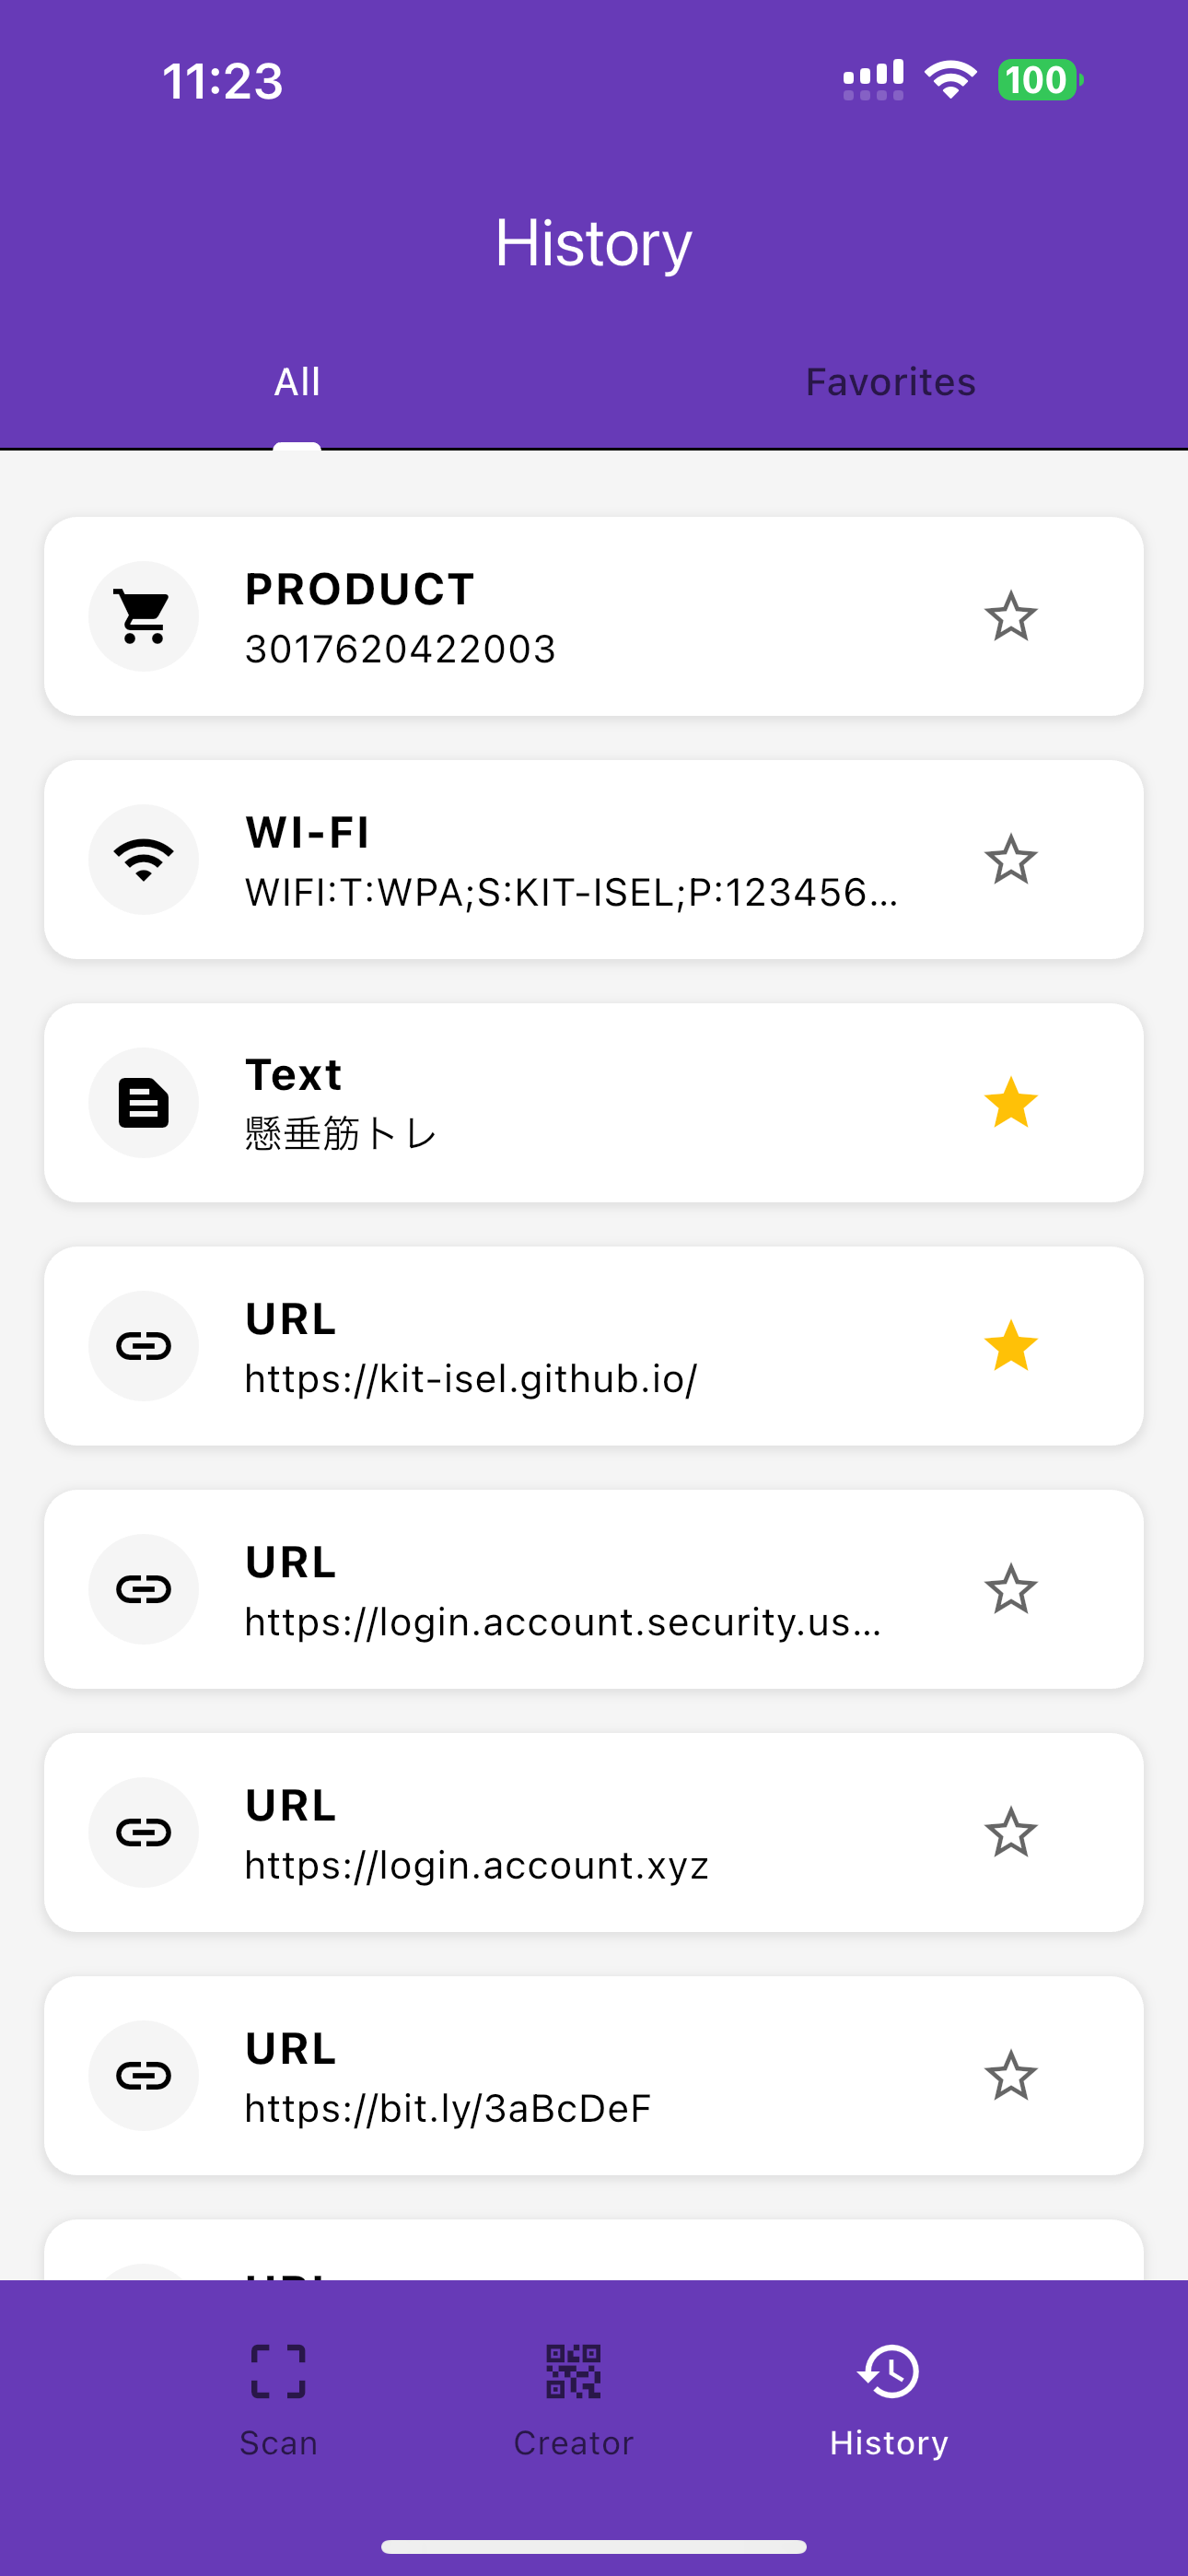 11:23
100
History
All
Favorites
PRODUCT
3017620422003
WI-FI
WIFI:T:WPA;S:KIT-ISEL;P:123456...
Text
懸垂筋トレ
URL
https://kit-isel.github.io/
URL
https://login.account.security.us...
URL
https://login.account.xyz
URL
https://bit.ly/3aBcDeF
Scan
Creator
History